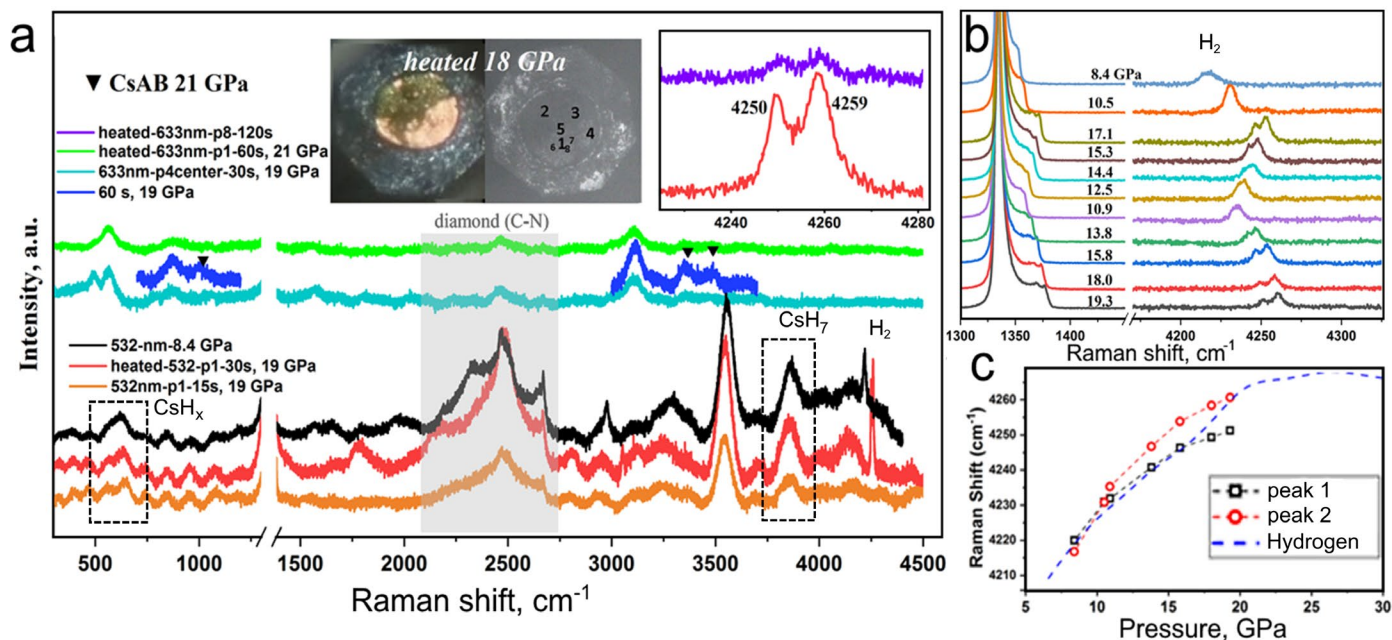 a
▼ CsAB 21 GPa
heated-633nm-p8-120s
heated-633nm-p1-60s, 21 GPa
633nm-p4center-30s, 19 GPa
60 s, 19 GPa
heated 18 GPa
2 3
5 4
6 1 8 7
4250 4259
4240 4260 4280
diamond (C-N)
532-nm-8.4 GPa
heated-532-p1-30s, 19 GPa
532nm-p1-15s, 19 GPa
CsHx
CsH7
H2
Intensity, a.u.
500 1000 1500 2000 2500 3000 3500 4000 4500
Raman shift, cm-1
b
H2
8.4 GPa
10.5
17.1
15.3
14.4
12.5
10.9
13.8
15.8
18.0
19.3
1300 1350 1400 4200 4250 4300
Raman shift, cm-1
c
4260
4250
4240
4230
4220
4210
Raman Shift (cm-1)
peak 1
peak 2
Hydrogen
5 10 15 20 25 30
Pressure, GPa